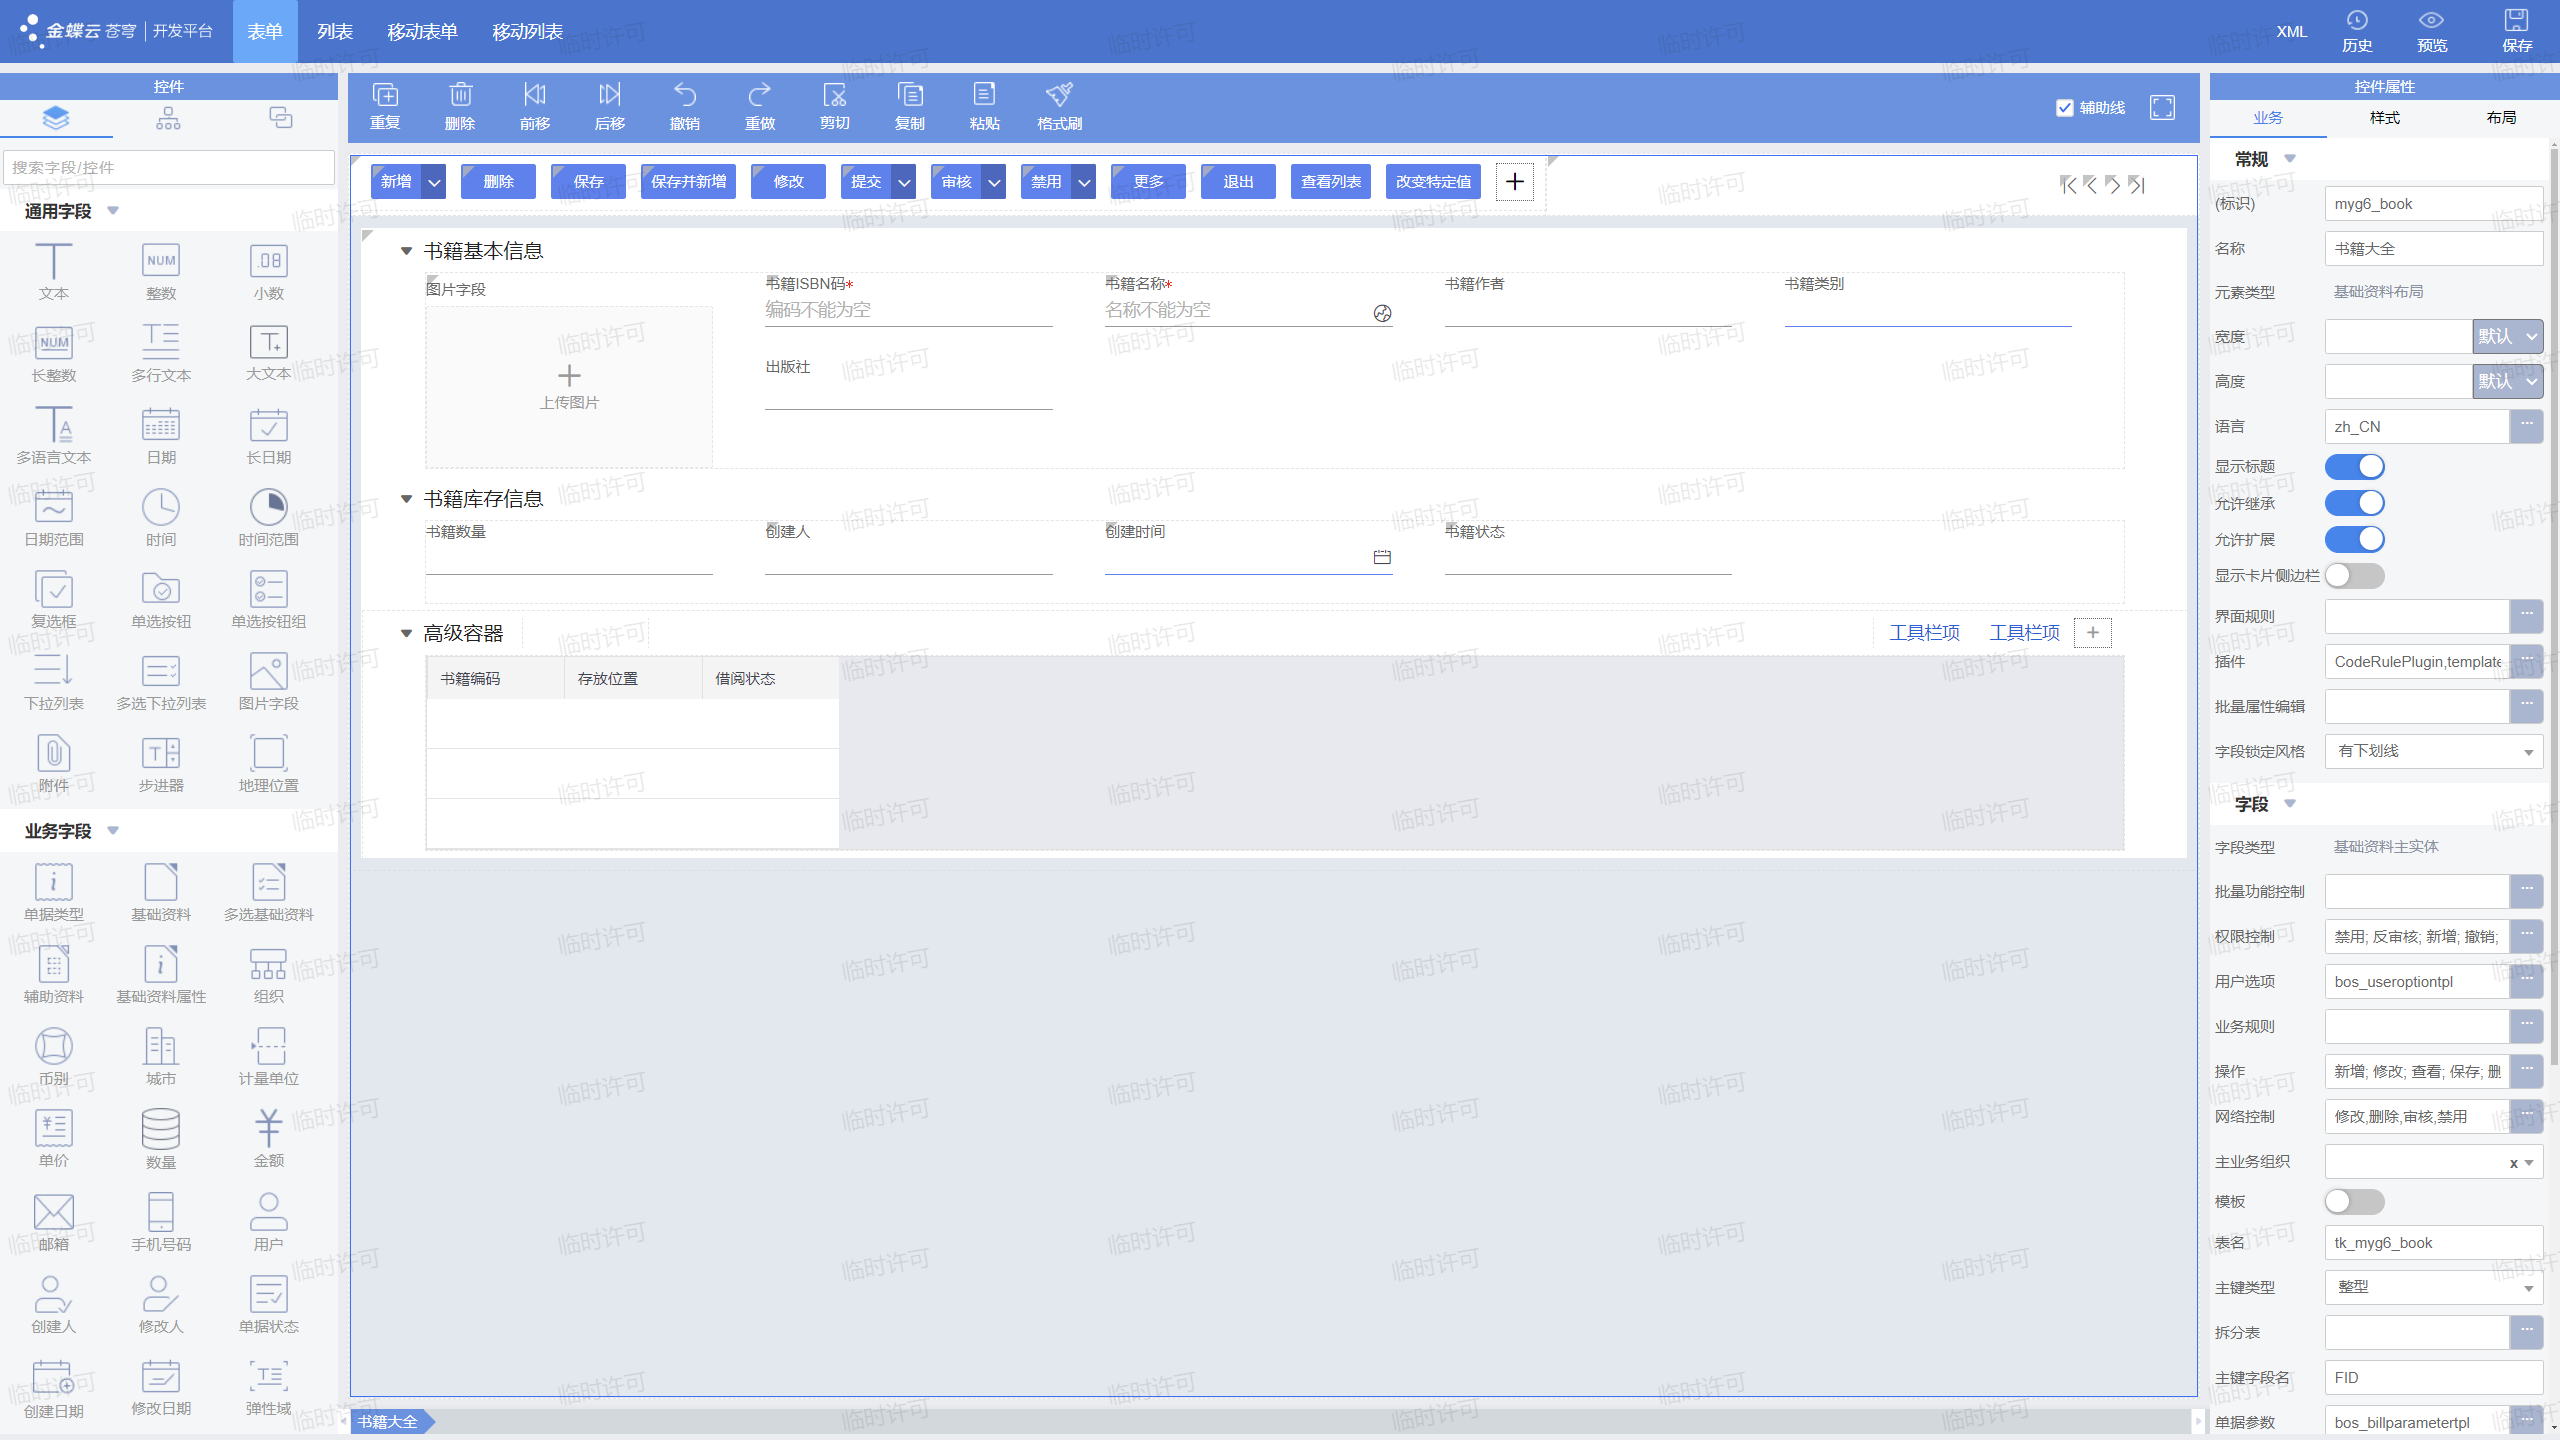 金蝶云 苍穹 开发平台
表单 列表 移动表单 移动列表
XML 历史 预览 保存
控件
搜索字段/控件
通用字段
文本 整数 小数
长整数 多行文本 大文本
多语言文本 日期 长日期
日期范围 时间 时间范围
复选框 单选按钮 单选按钮组
下拉列表 多选下拉列表 图片字段
附件 步进器 地理位置
业务字段
单据类型 基础资料 多选基础资料
辅助资料 基础资料属性 组织
币别 城市 计量单位
单价 数量 金额
邮箱 手机号码 用户
创建人 修改人 单据状态
创建日期 修改日期 弹性域
重复 删除 前移 后移 撤销 重做 剪切 复制 粘贴 格式刷
辅助线
新增 删除 保存 保存并新增 修改 提交 审核 禁用 更多 退出 查看列表 改变特定值
书籍基本信息
图片字段 书籍ISBN码* 书籍名称* 书籍作者 书籍类别
编码不能为空 名称不能为空
上传图片
出版社
书籍库存信息
书籍数量 创建人 创建时间 书籍状态
高级容器 工具栏项 工具栏项
书籍编码 存放位置 借阅状态
书籍大全
控件属性
业务 样式 布局
常规
(标识) myg6_book
名称 书籍大全
元素类型 基础资料布局
宽度 默认
高度 默认
语言 zh_CN
显示标题
允许继承
允许扩展
显示卡片侧边栏
界面规则
插件 CodeRulePlugin,template
批量属性编辑
字段锁定风格 有下划线
字段
字段类型 基础资料主实体
批量功能控制
权限控制 禁用; 反审核; 新增; 撤销;
用户选项 bos_useroptiontpl
业务规则
操作 新增; 修改; 查看; 保存; 删
网络控制 修改,删除,审核,禁用
主业务组织 x
模板
表名 tk_myg6_book
主键类型 整型
拆分表
主键字段名 FID
单据参数 bos_billparametertpl
临时许可